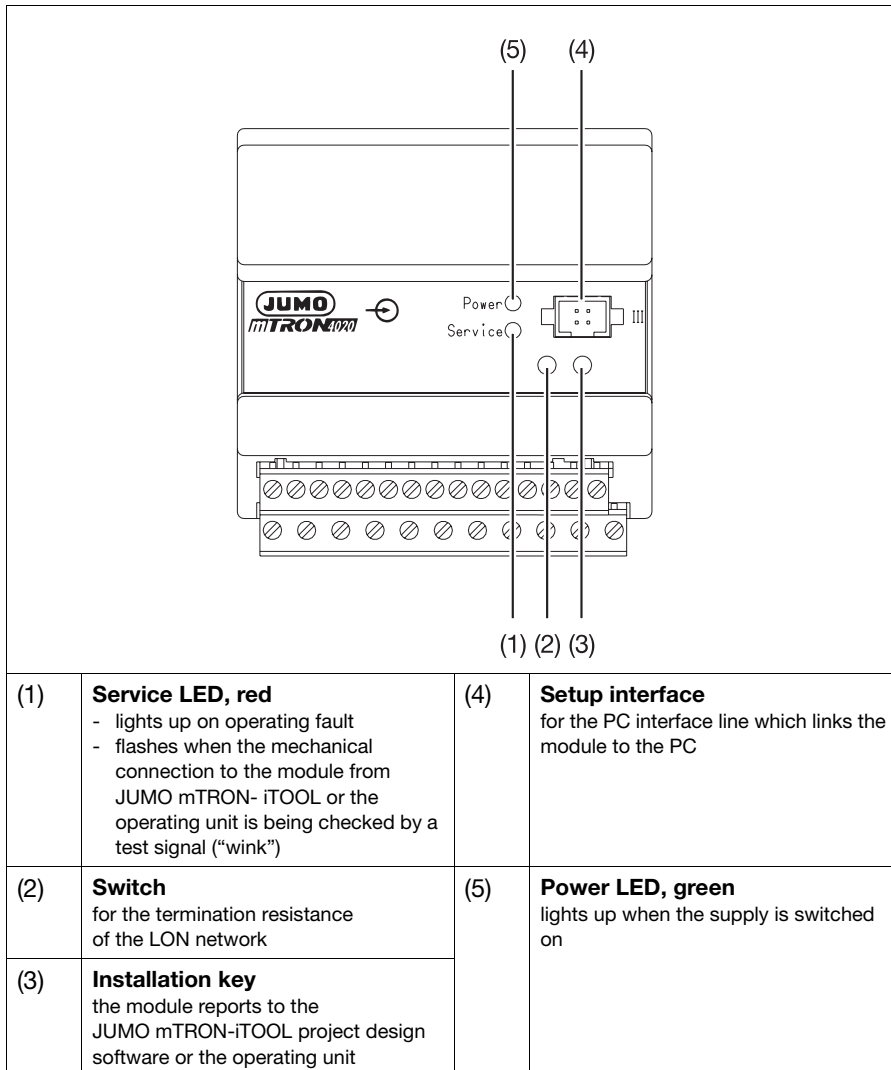 (5) (4)
JUMO
mTRON4020
Power
Service
III
(1) (2) (3)
(1) Service LED, red
- lights up on operating fault
- flashes when the mechanical
connection to the module from
JUMO mTRON- iTOOL or the
operating unit is being checked by a
test signal (“wink”)
(4) Setup interface
for the PC interface line which links the
module to the PC
(2) Switch
for the termination resistance
of the LON network
(5) Power LED, green
lights up when the supply is switched
on
(3) Installation key
the module reports to the
JUMO mTRON-iTOOL project design
software or the operating unit